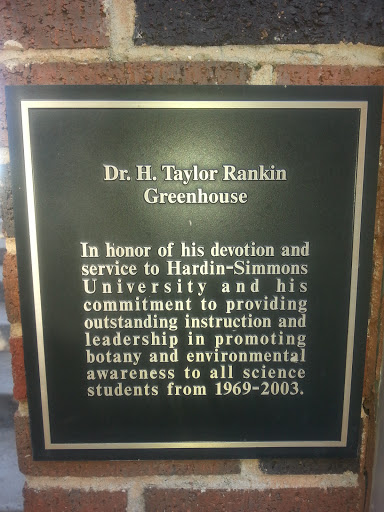 Dr. H. Taylor Rankin
Greenhouse
In honor of his devotion and
service to Hardin-Simmons
University and his
commitment to providing
outstanding instruction and
leadership in promoting
botany and environmental
awareness to all science
students from 1969-2003.